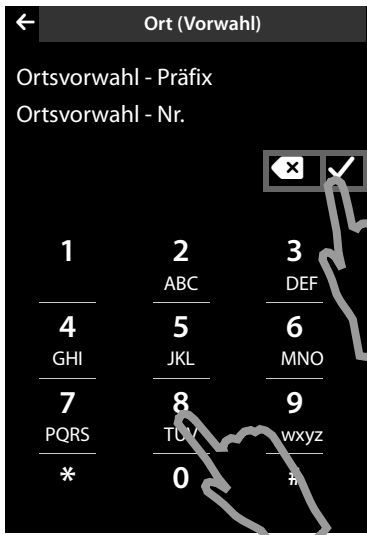 Ort (Vorwahl)
Ortsvorwahl - Präfix
Ortsvorwahl - Nr.
1 2 3
ABC DEF
4 5 6
GHI JKL MNO
7 8 9
PQRS TUV wxyz
* 0 #